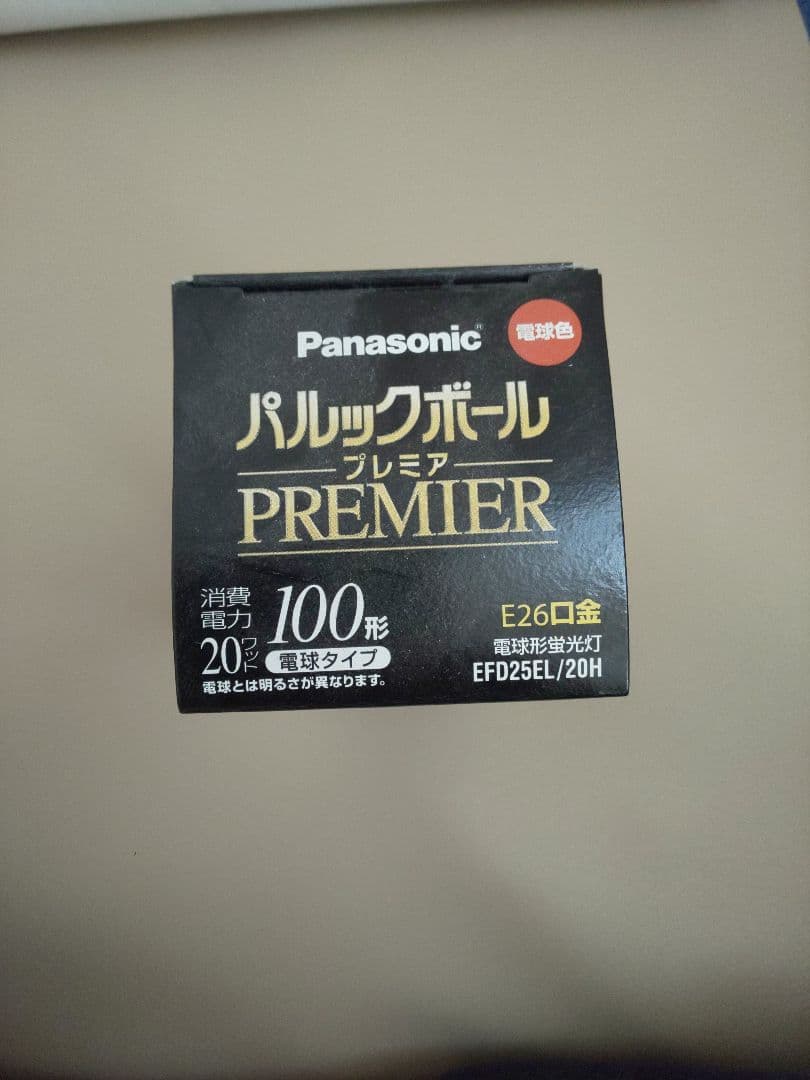 Panasonic®
電球色
パルックボール
プレミア
PREMIER
消費
電力
20ワット
100形
電球タイプ
電球とは明るさが異なります。
E26口金
電球形蛍光灯
EFD25EL/20H